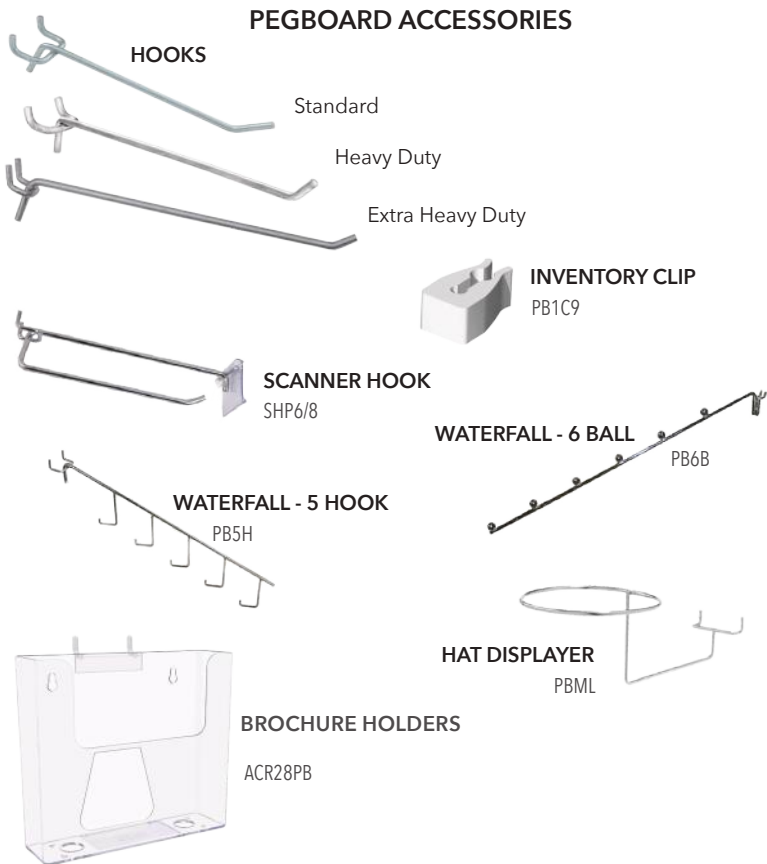 PEGBOARD ACCESSORIES
HOOKS
Standard
Heavy Duty
Extra Heavy Duty
INVENTORY CLIP
PB1C9
SCANNER HOOK
SHP6/8
WATERFALL - 6 BALL
PB6B
WATERFALL - 5 HOOK
PB5H
HAT DISPLAYER
PBML
BROCHURE HOLDERS
ACR28PB